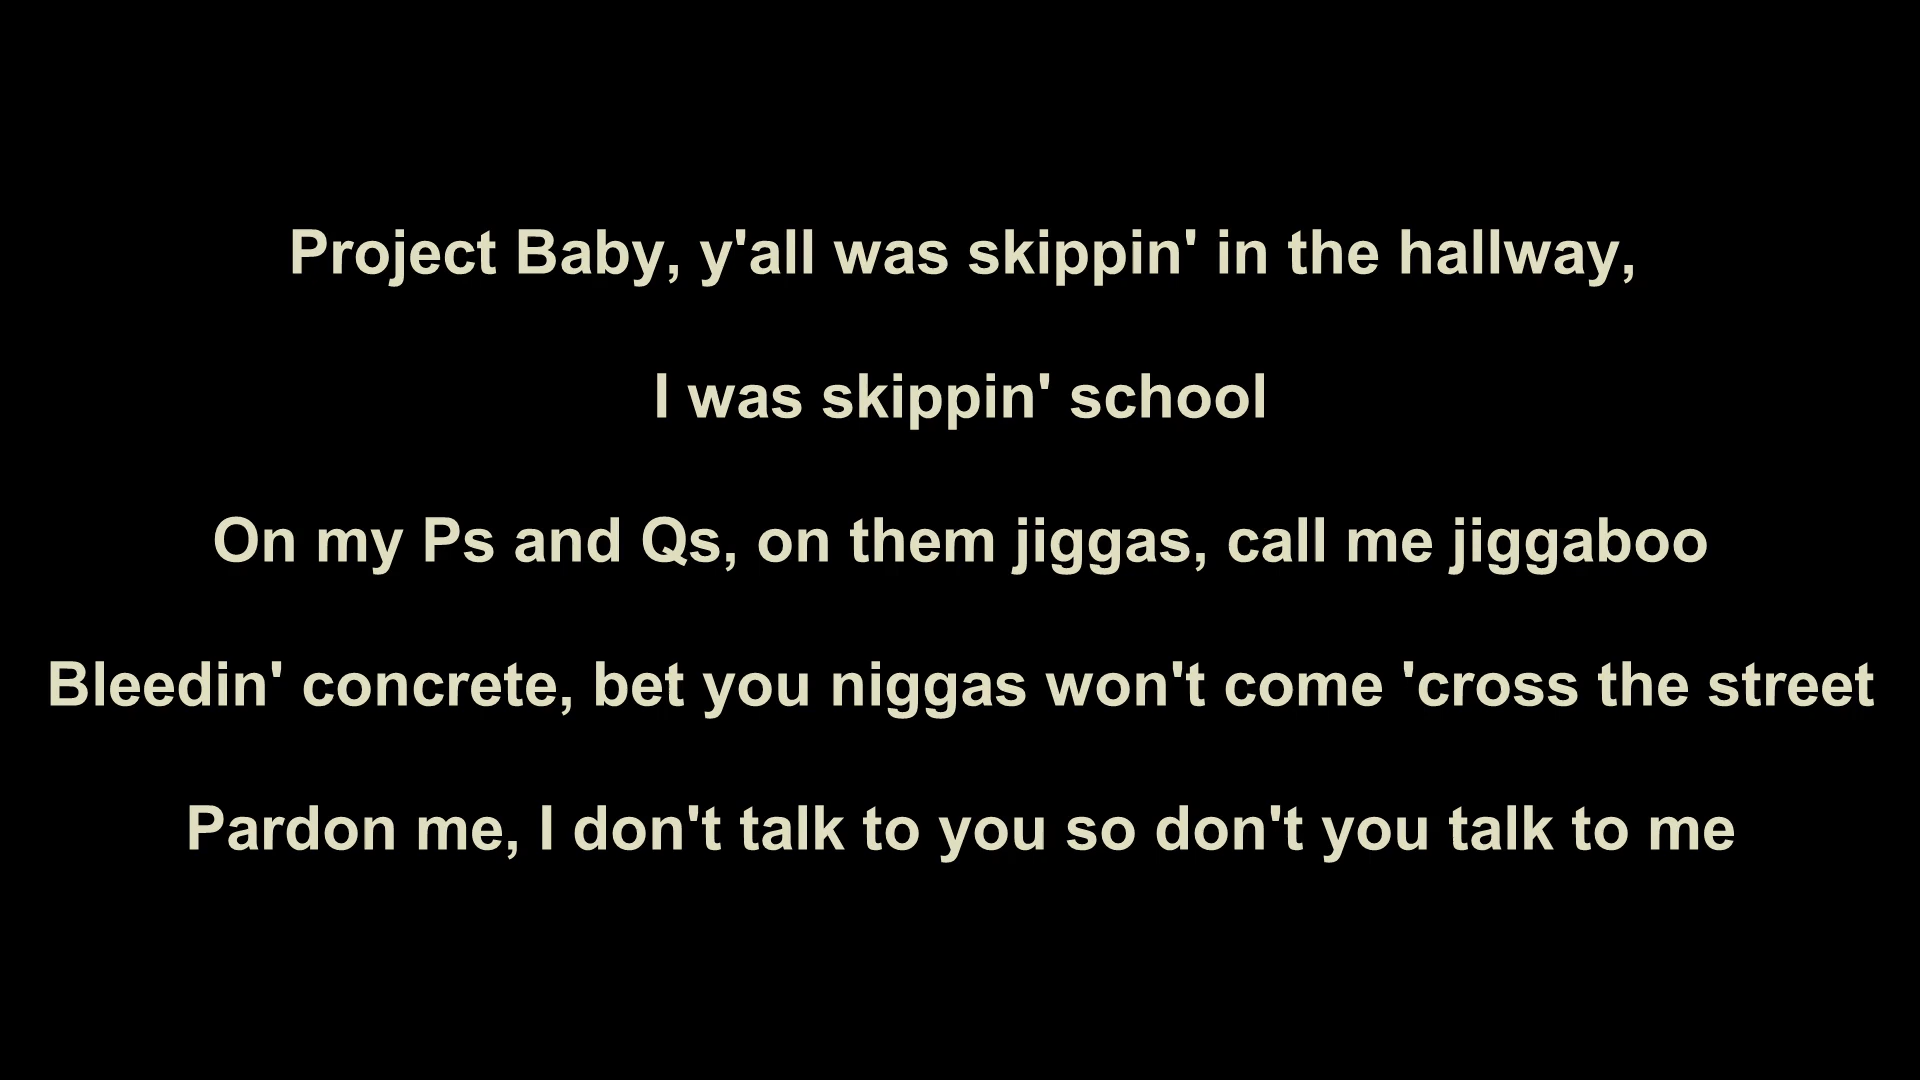 Project Baby, y'all was skippin' in the hallway,
I was skippin' school
On my Ps and Qs, on them jiggas, call me jiggaboo
Bleedin' concrete, bet you niggas won't come 'cross the street
Pardon me, I don't talk to you so don't you talk to me